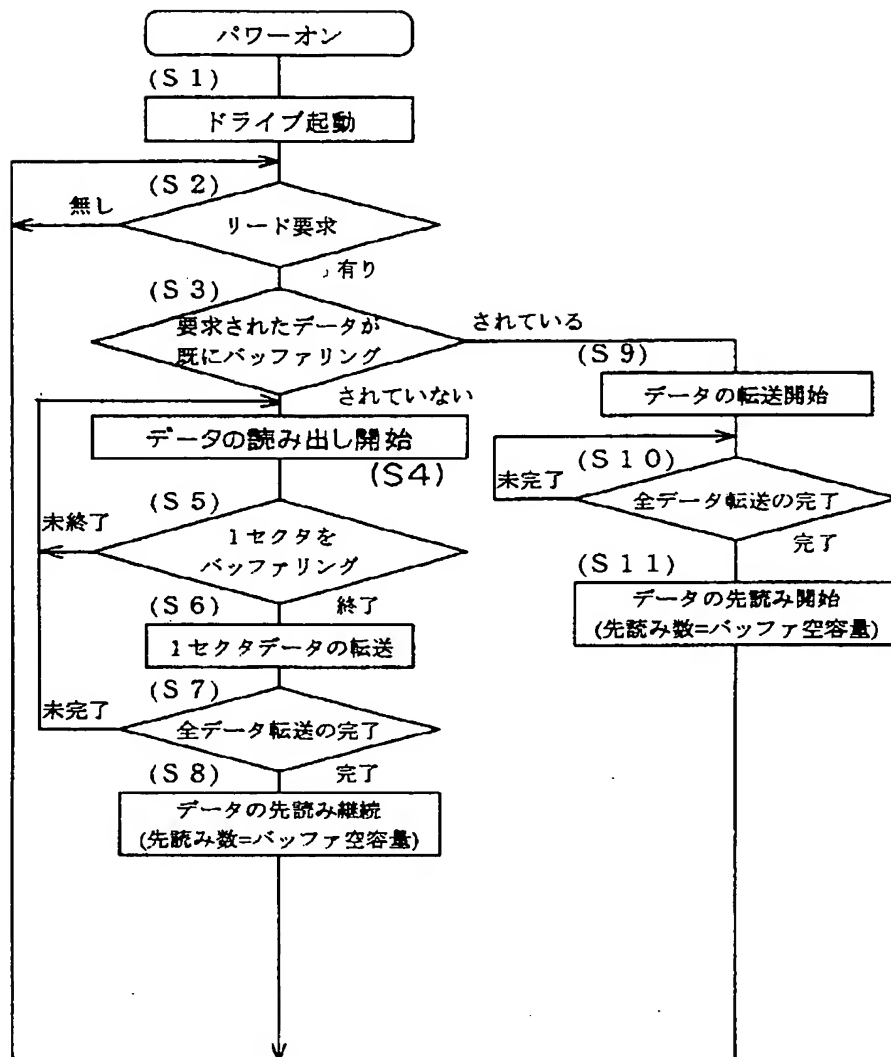 パワーオン
(S1)
ドライブ起動
(S2)
無し
リード要求
有り
(S3)
要求されたデータが
既にバッファリング
されている
されていない
データの読み出し開始
(S4)
(S5)
未終了
1セクタを
バッファリング
終了
(S6)
1セクタデータの転送
(S7)
未完了
全データ転送の完了
完了
(S8)
データの先読み継続
(先読み数=バッファ空容量)
(S9)
データの転送開始
(S10)
未完了
全データ転送の完了
完了
(S11)
データの先読み開始
(先読み数=バッファ空容量)